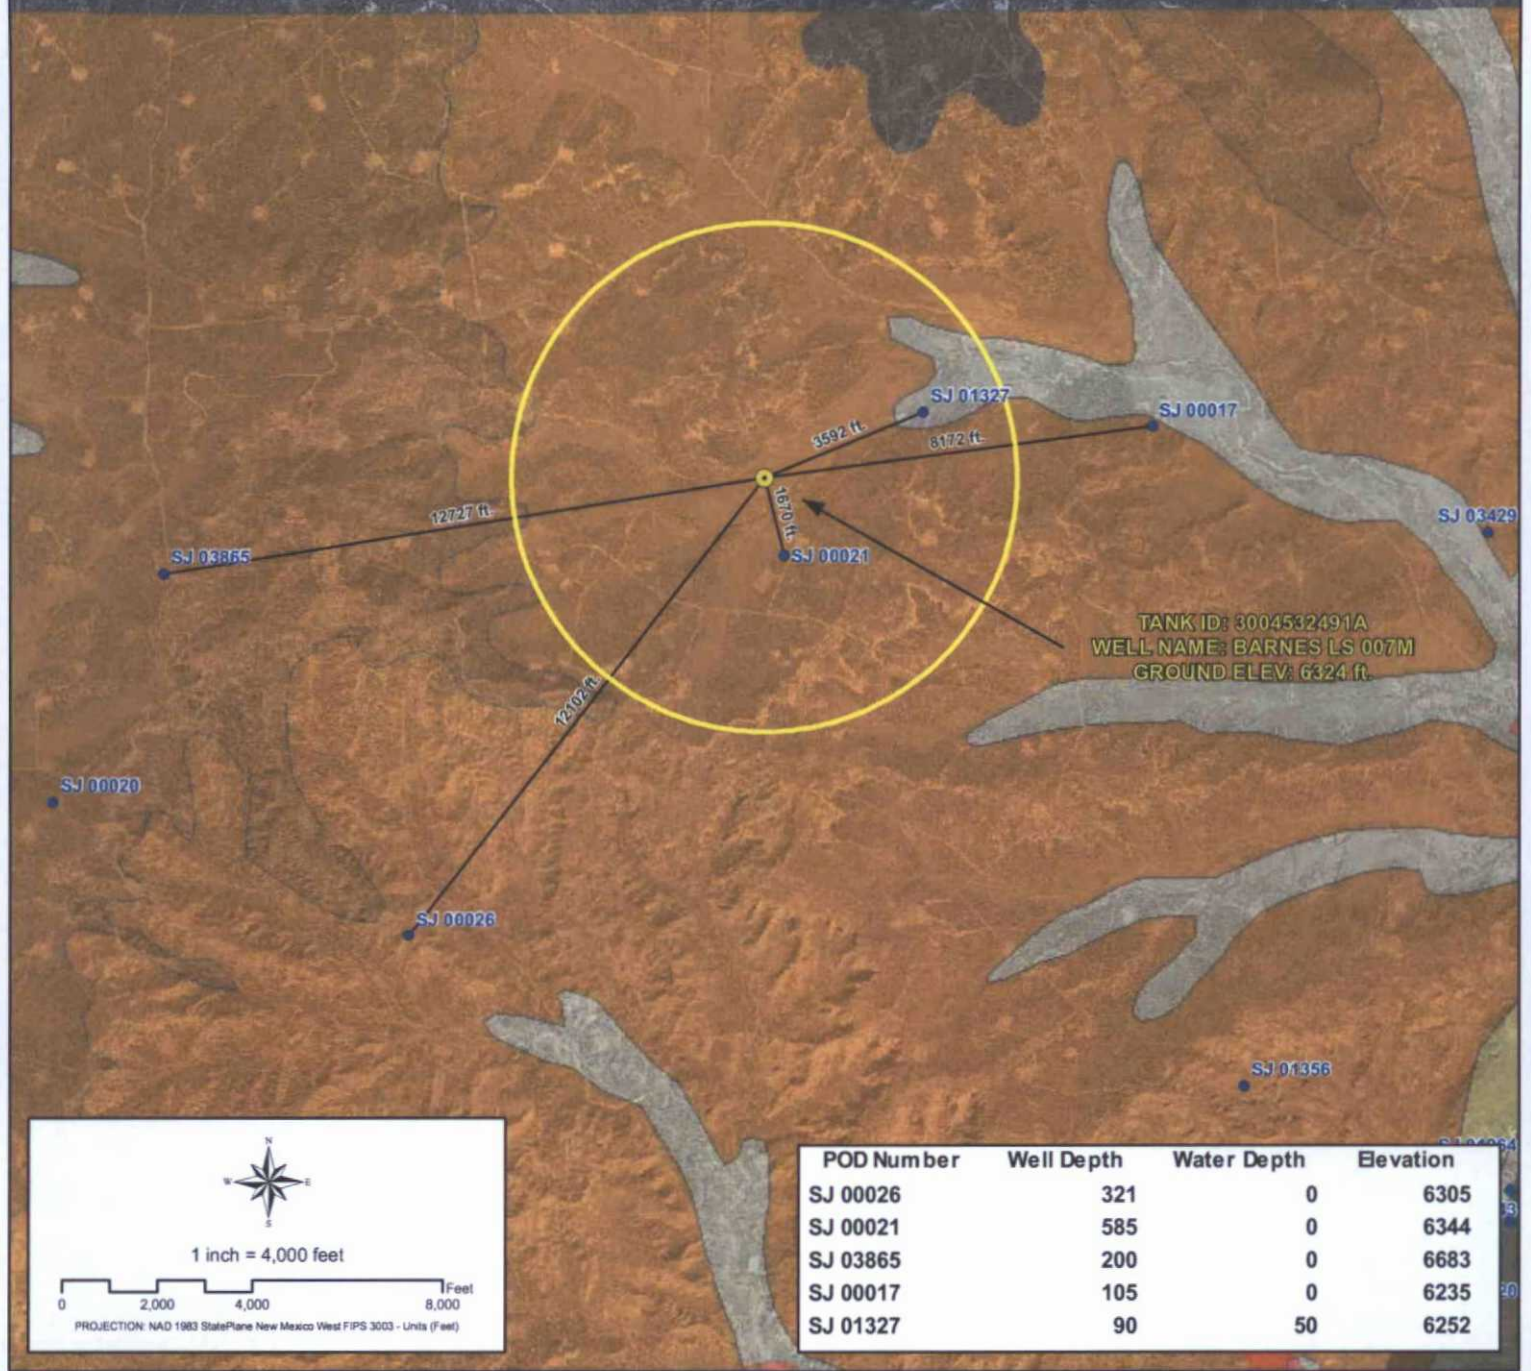 SJ 01327
SJ 00017
3592 ft.
8172 ft.
12727 ft.
1670 ft.
SJ 03429
SJ 03865
SJ 00021
TANK ID: 3004532491A
WELL NAME: BARNES LS 007M
GROUND ELEV: 6324 ft.
12102 ft.
SJ 00020
SJ 00026
SJ 01356
N
W E
S
1 inch = 4,000 feet
Feet
0 2,000 4,000 8,000
PROJECTION: NAD 1983 StatePlane New Mexico West FIPS 3003 - Units (Feet)
POD Number Well Depth Water Depth Elevation
SJ 00026 321 0 6305
SJ 00021 585 0 6344
SJ 03865 200 0 6683
SJ 00017 105 0 6235
SJ 01327 90 50 6252